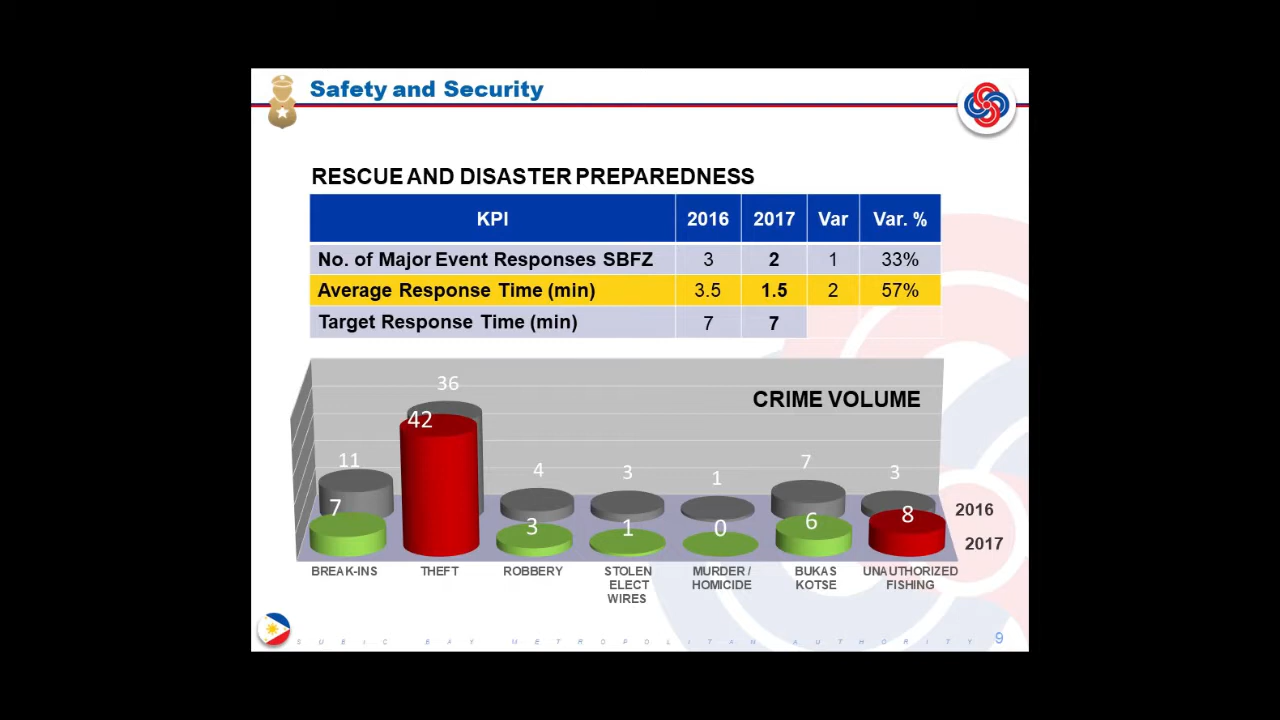 Safety and Security
RESCUE AND DISASTER PREPAREDNESS
KPI 2016 2017 Var Var. %
No. of Major Event Responses SBFZ 3 2 1 33%
Average Response Time (min) 3.5 1.5 2 57%
Target Response Time (min) 7 7
CRIME VOLUME
36
42
11 4 3 1 7 3
7 3 1 0 6 8
2016
2017
BREAK-INS THEFT ROBBERY STOLEN ELECT WIRES MURDER / HOMICIDE BUKAS KOTSE UNAUTHORIZED FISHING
SUBIC BAY METROPOLITAN AUTHORITY 9